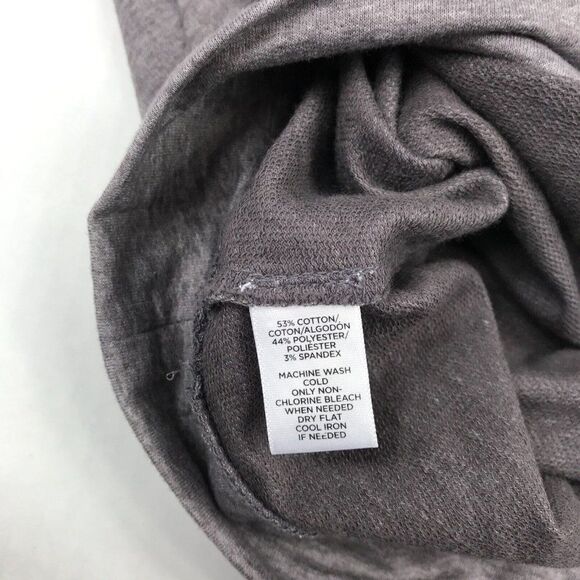 53% COTTON/
COTON/ALGODÓN
44% POLYESTER/
POLIÉSTER
3% SPANDEX
MACHINE WASH
COLD
ONLY NON-
CHLORINE BLEACH
WHEN NEEDED
DRY FLAT
COOL IRON
IF NEEDED